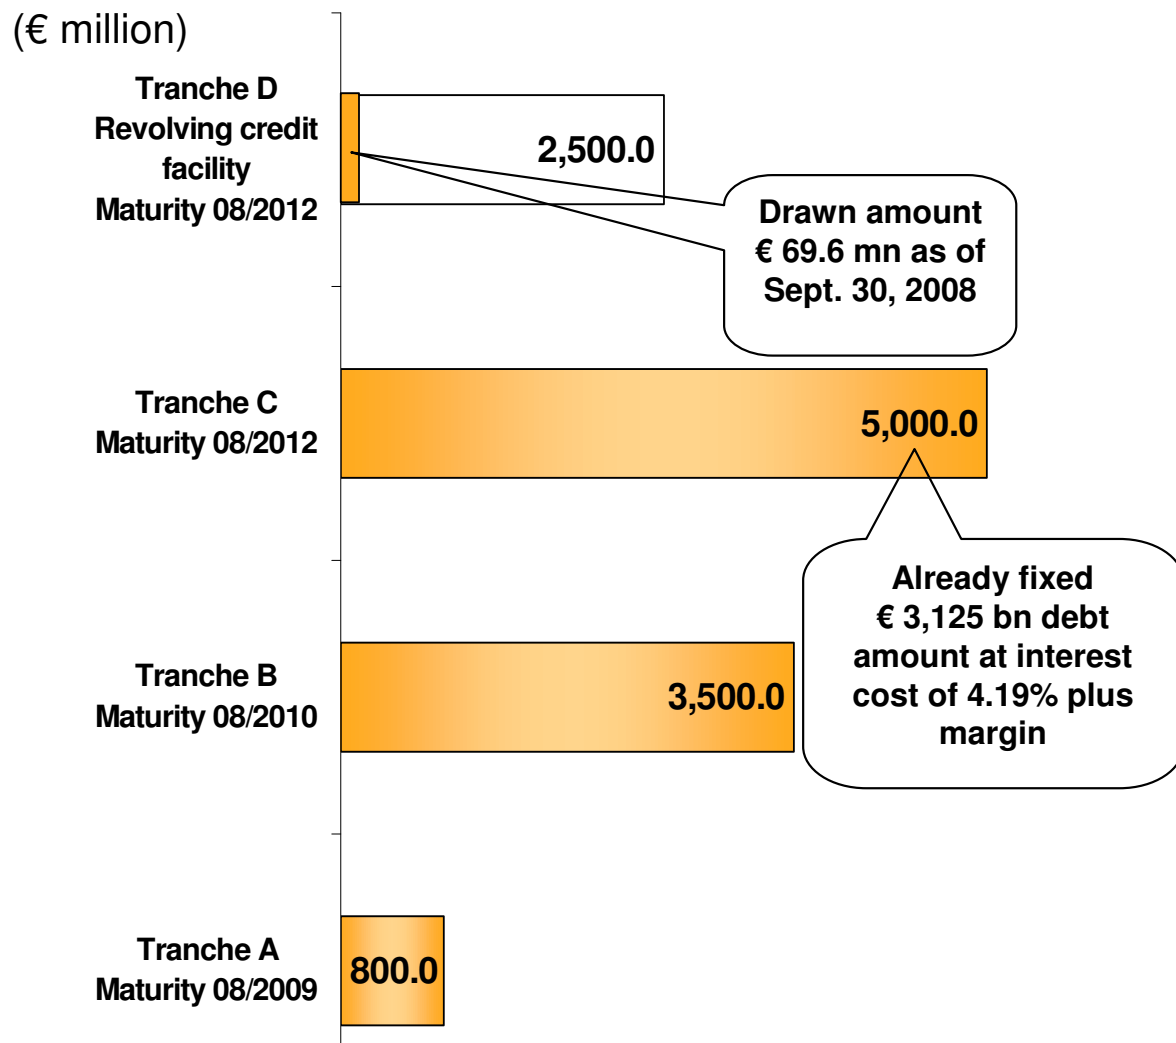 (€ million)
Tranche D
Revolving credit
facility
Maturity 08/2012
2,500.0
Drawn amount
€ 69.6 mn as of
Sept. 30, 2008
Tranche C
Maturity 08/2012
5,000.0
Already fixed
€ 3,125 bn debt
amount at interest
cost of 4.19% plus
margin
Tranche B
Maturity 08/2010
3,500.0
Tranche A
Maturity 08/2009
800.0